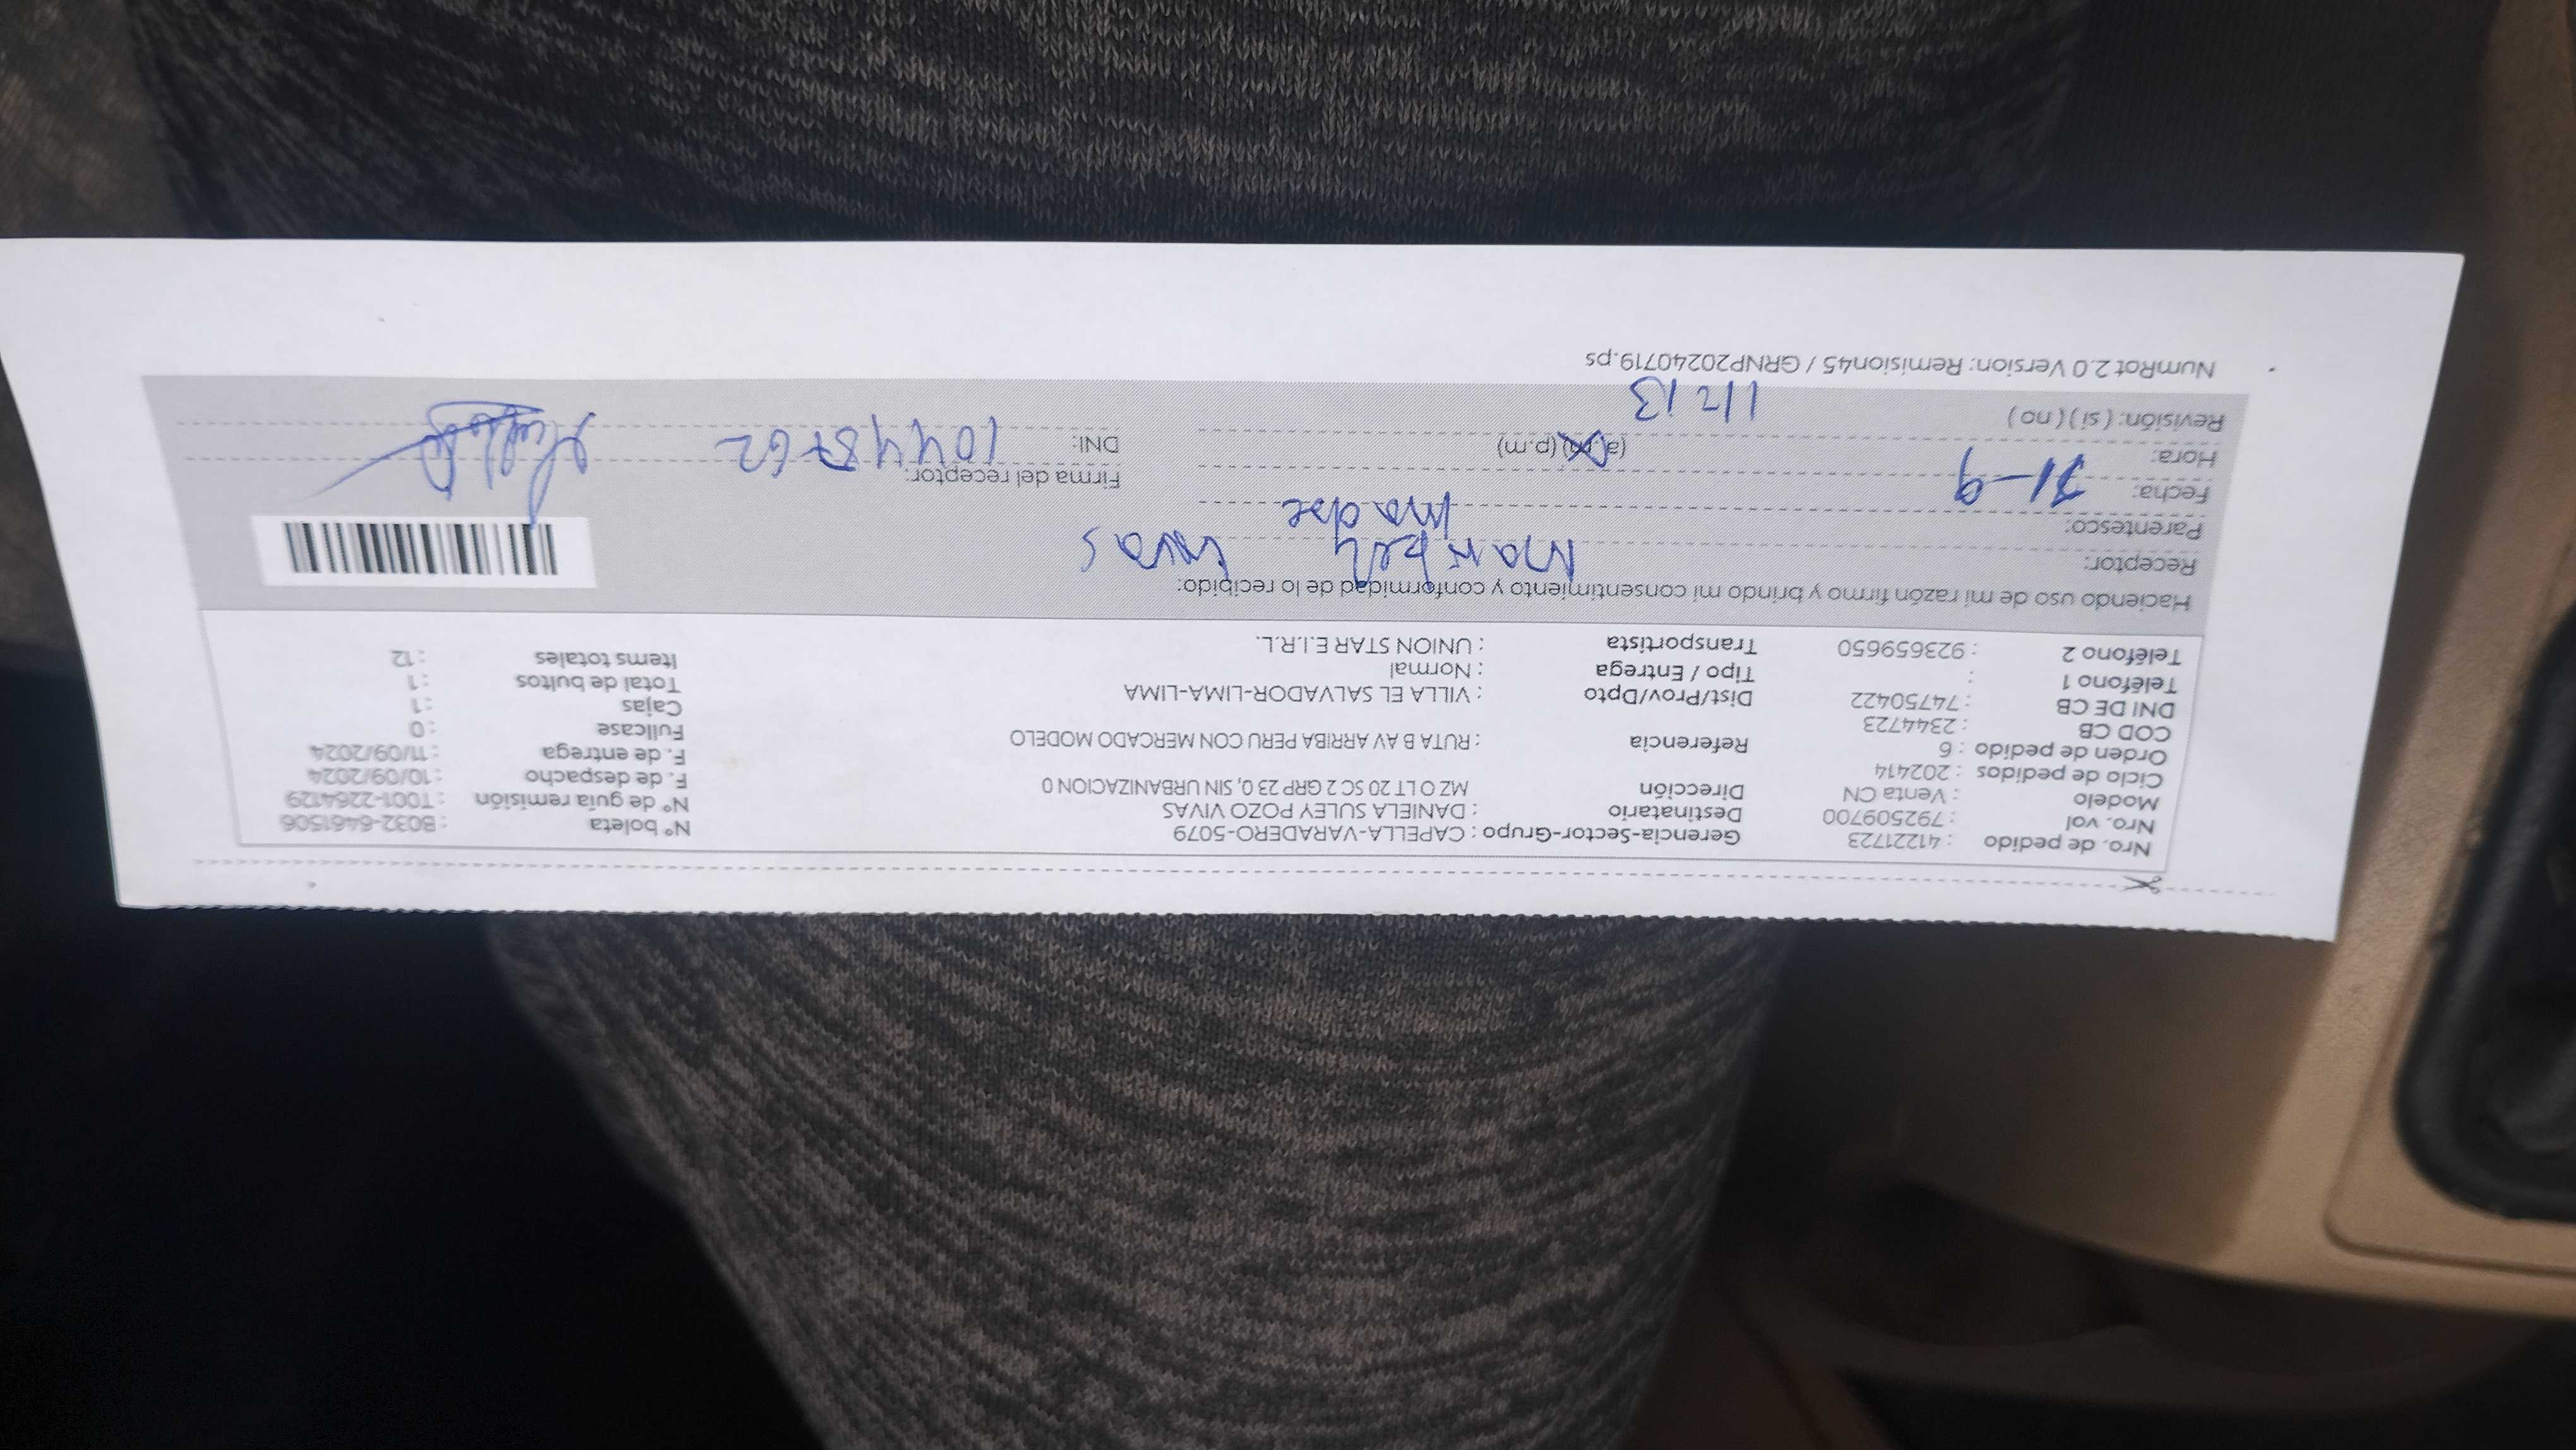 Nro. de pedido : 41221723 Gerencia-Sector-Grupo : CAPELLA-VARADERO-5079 N° boleta : B032-6461506
Nro. vol : 792509700 Destinatario : DANIELA SULEY POZO VIVAS N° de guía remisión : T001-2264129
Modelo : Venta CN Dirección MZ O LT 20 SC 2 GRP 23 0, SIN URBANIZACION 0 F. de despacho : 10/09/2024
Ciclo de pedidos : 202414 F. de entrega : 11/09/2024
Orden de pedido : 6 Referencia : RUTA B AV ARRIBA PERU CON MERCADO MODELO Fullcase : 0
COD CB : 2344723 Cajas : 1
DNI DE CB : 74750422 Dist/Prov/Dpto : VILLA EL SALVADOR-LIMA-LIMA Total de bultos : 1
Teléfono 1 : Tipo / Entrega : Normal Items totales : 12
Teléfono 2 : 923659650 Transportista : UNION STAR E.I.R.L.
Haciendo uso de mi razón firmo y brindo mi consentimiento y conformidad de lo recibido:
Receptor: Maribel Vivas
Parentesco: madre
Fecha: 11-9 Firma del receptor:
Hora: (a.m) (p.m) DNI: 10448762
Revisión: ( si ) ( no ) 11:13
NumRot 2.0 Version: Remision45 / GRNP20240719.ps